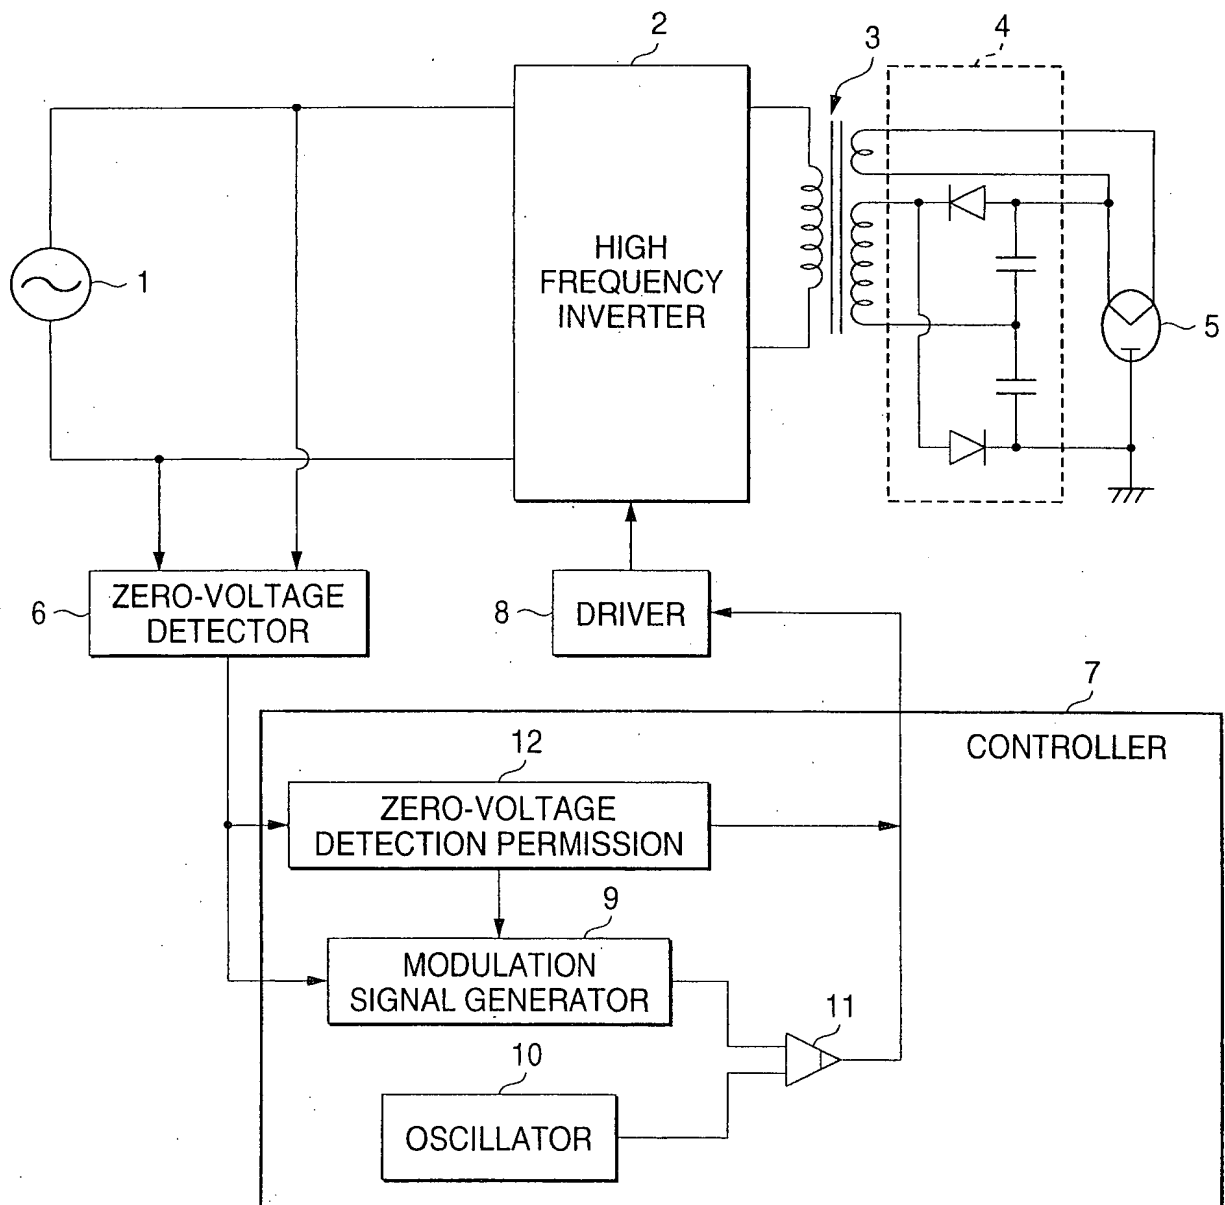 2
3
4
HIGH
FREQUENCY
INVERTER
1
5
6
ZERO-VOLTAGE
DETECTOR
8
DRIVER
7
CONTROLLER
12
ZERO-VOLTAGE
DETECTION PERMISSION
9
MODULATION
SIGNAL GENERATOR
11
10
OSCILLATOR